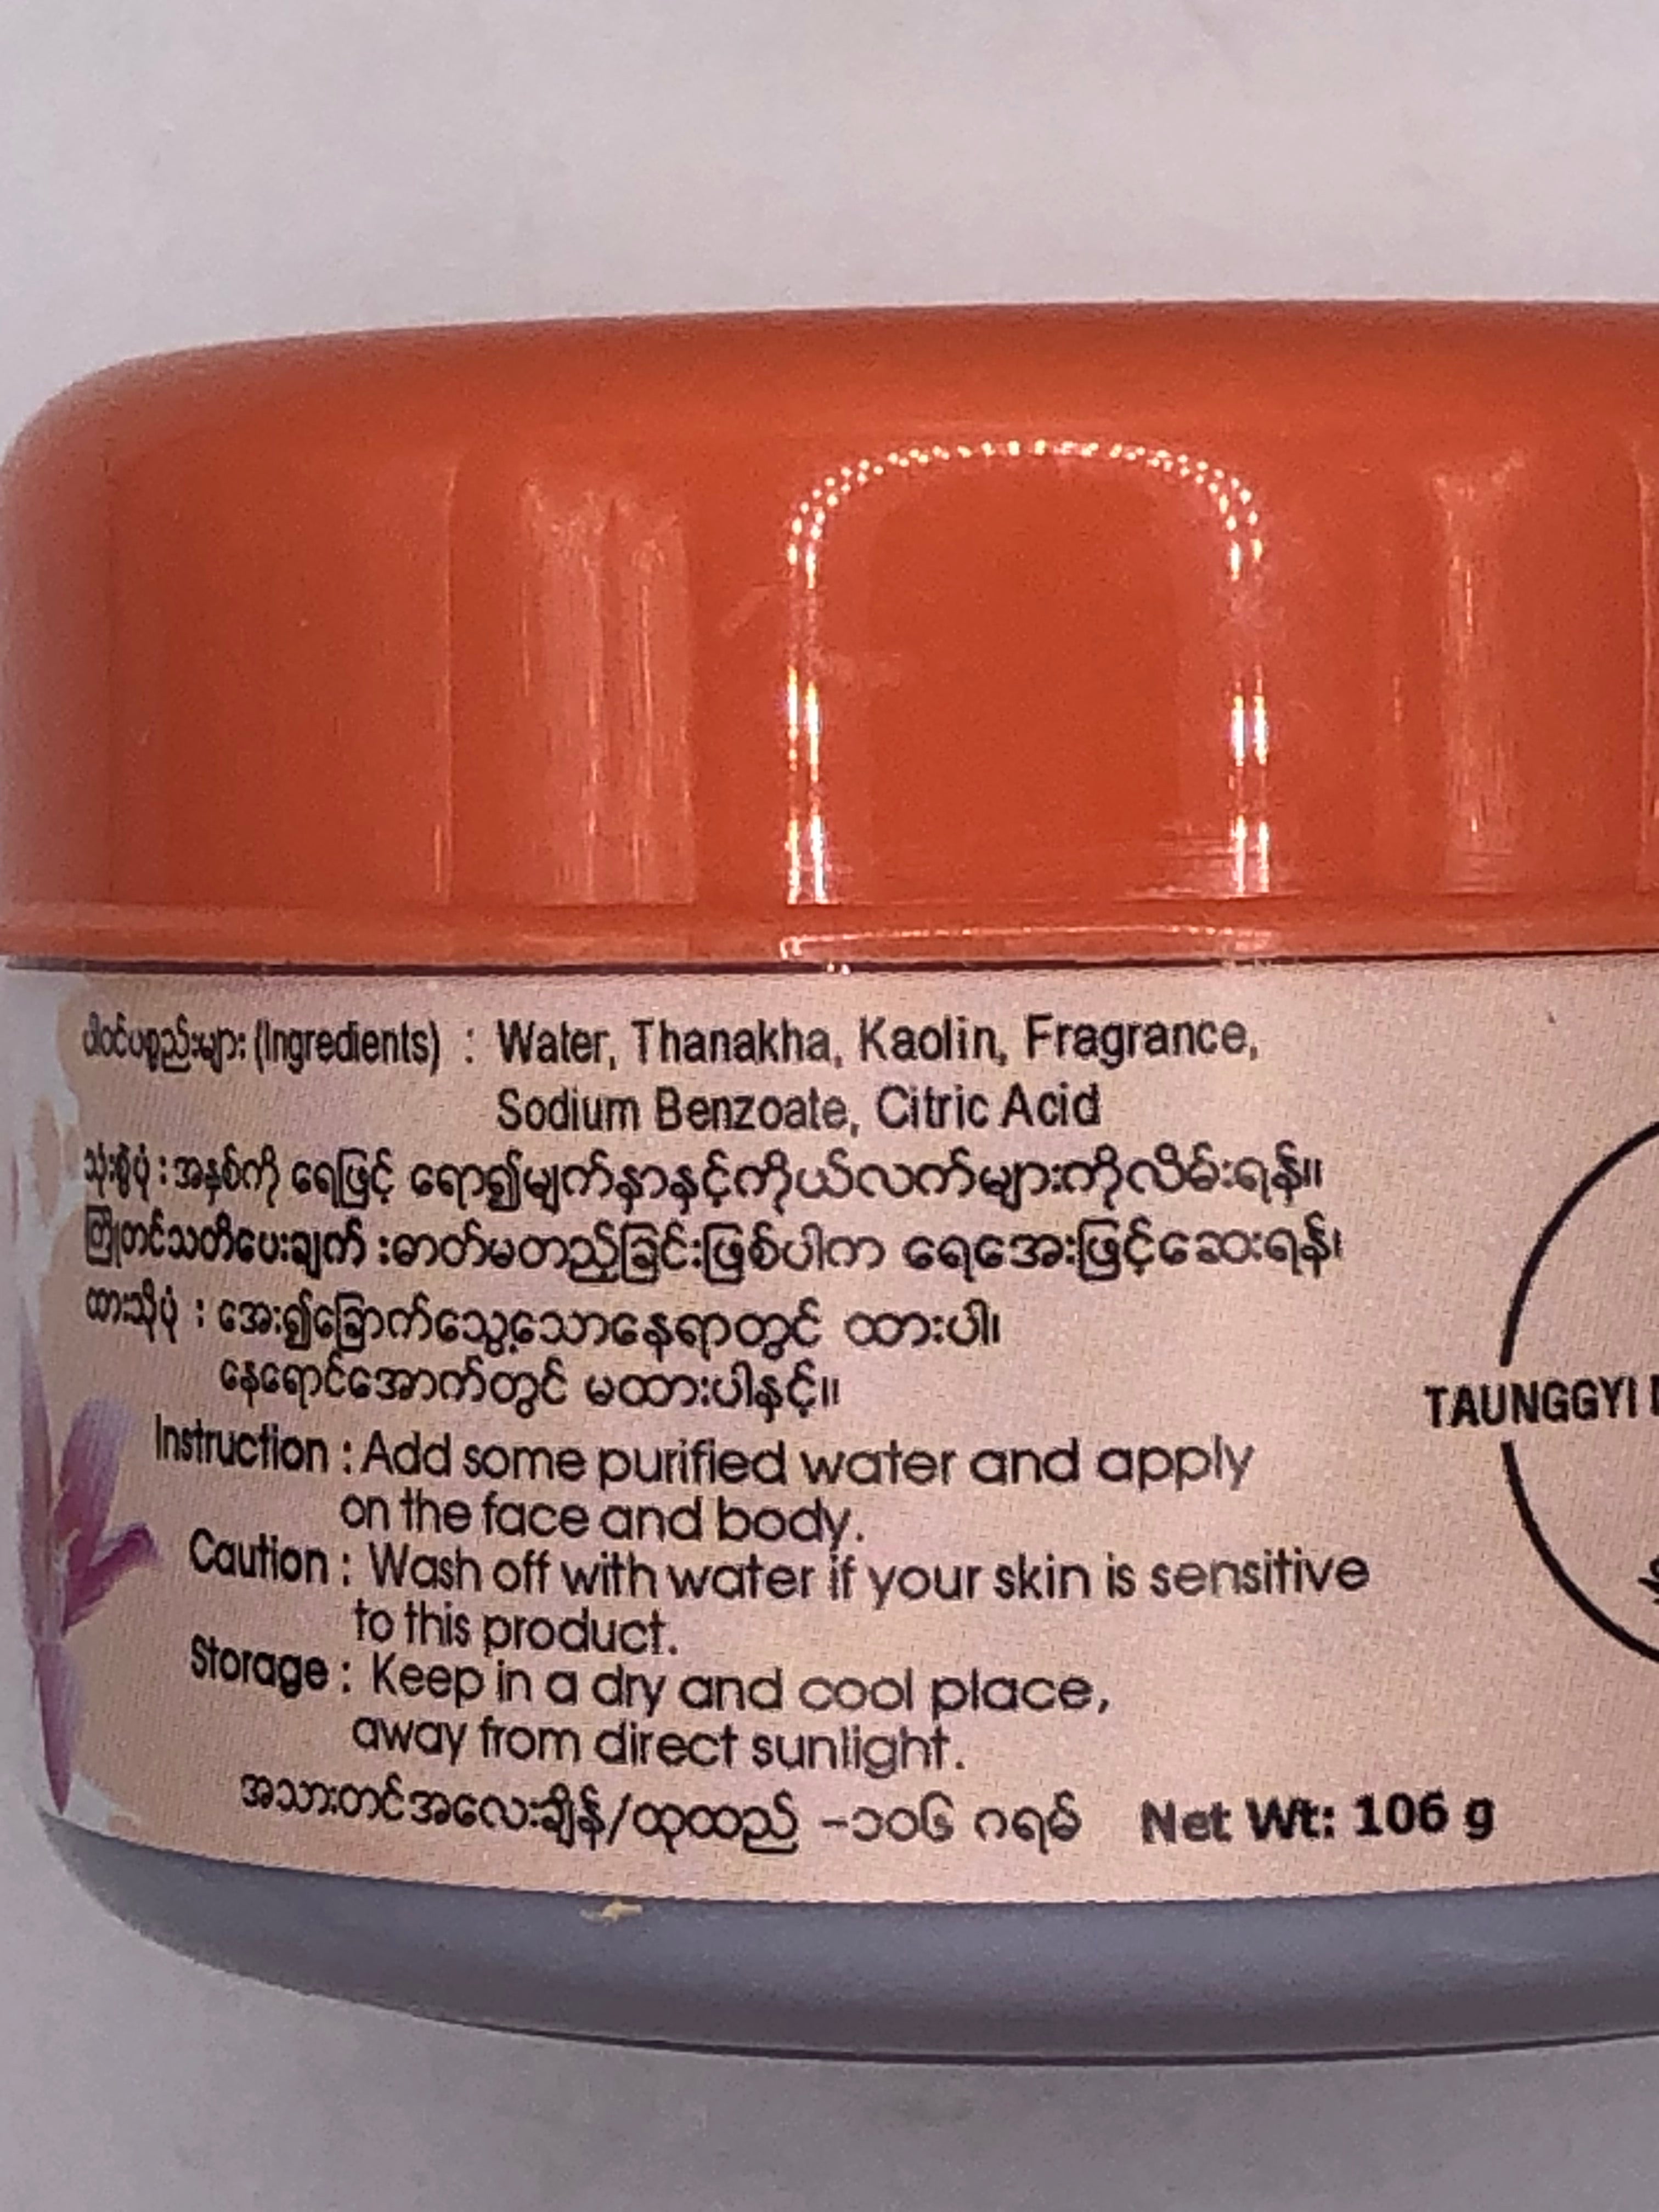 ပါဝင်ပစ္စည်းများ (Ingredients) : Water, Thanakha, Kaolin, Fragrance,
Sodium Benzoate, Citric Acid
သုံးစွဲပုံ : အနှစ်ကို ရေဖြင့် ရော၍မျက်နှာနှင့်ကိုယ်လက်များကိုလိမ်းရန်။
ကြိုတင်သတိပေးချက် : ဓာတ်မတည့်ခြင်းဖြစ်ပါက ရေအေးဖြင့်ဆေးရန်၊
ထားသိုပုံ : အေး၍ခြောက်သွေ့သောနေရာတွင် ထားပါ၊
နေရောင်အောက်တွင် မထားပါနှင့်။
Instruction : Add some purified water and apply
on the face and body.
Caution : Wash off with water if your skin is sensitive
to this product.
Storage : Keep in a dry and cool place,
away from direct sunlight.
အသားတင်အလေးချိန်/ထုထည် -၁၀၆ ဂရမ် Net Wt: 106 g
TAUNGGYI